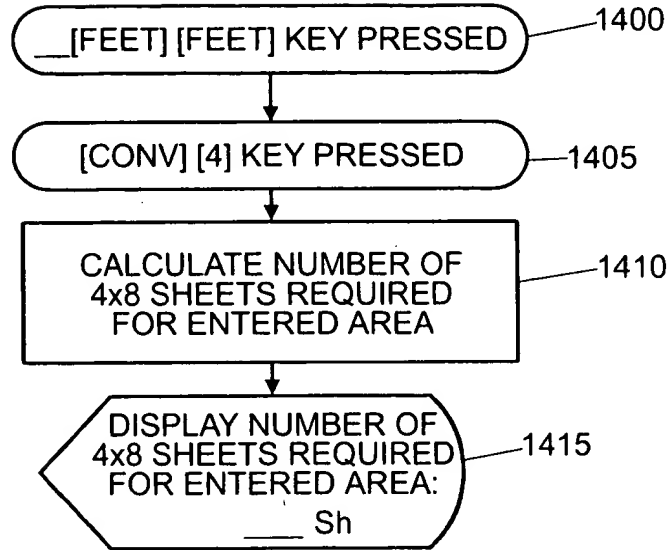 __[FEET] [FEET] KEY PRESSED
1400
[CONV] [4] KEY PRESSED
1405
CALCULATE NUMBER OF
4x8 SHEETS REQUIRED
FOR ENTERED AREA
1410
DISPLAY NUMBER OF
4x8 SHEETS REQUIRED
FOR ENTERED AREA:
___ Sh
1415